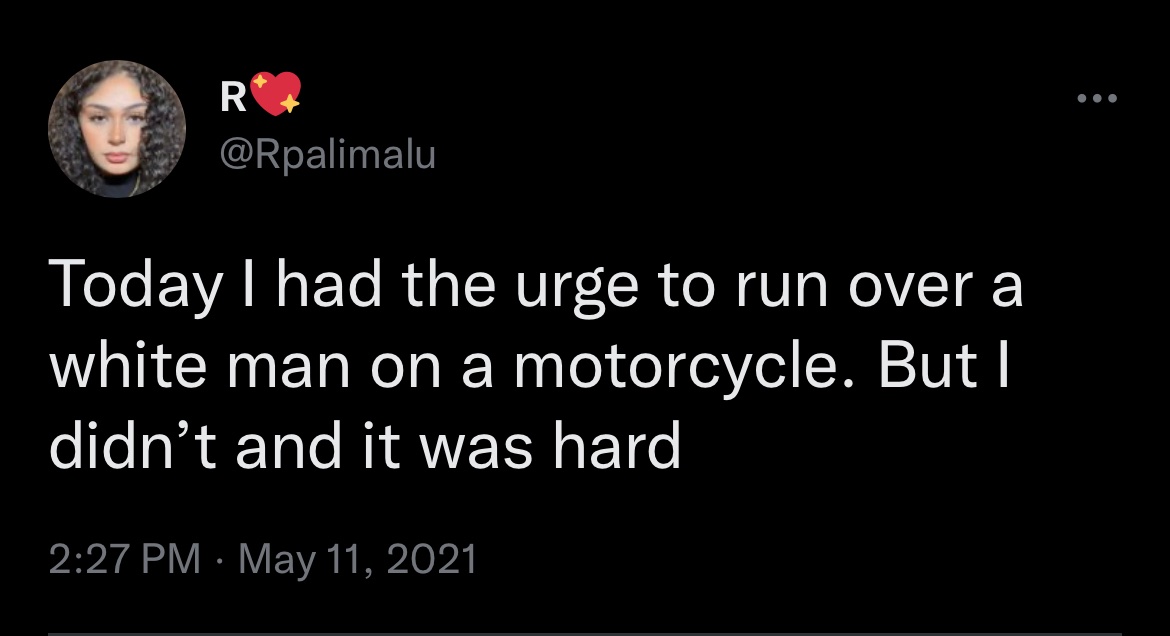 R💖
@Rpalimalu
Today I had the urge to run over a
white man on a motorcycle. But I
didn’t and it was hard
2:27 PM · May 11, 2021